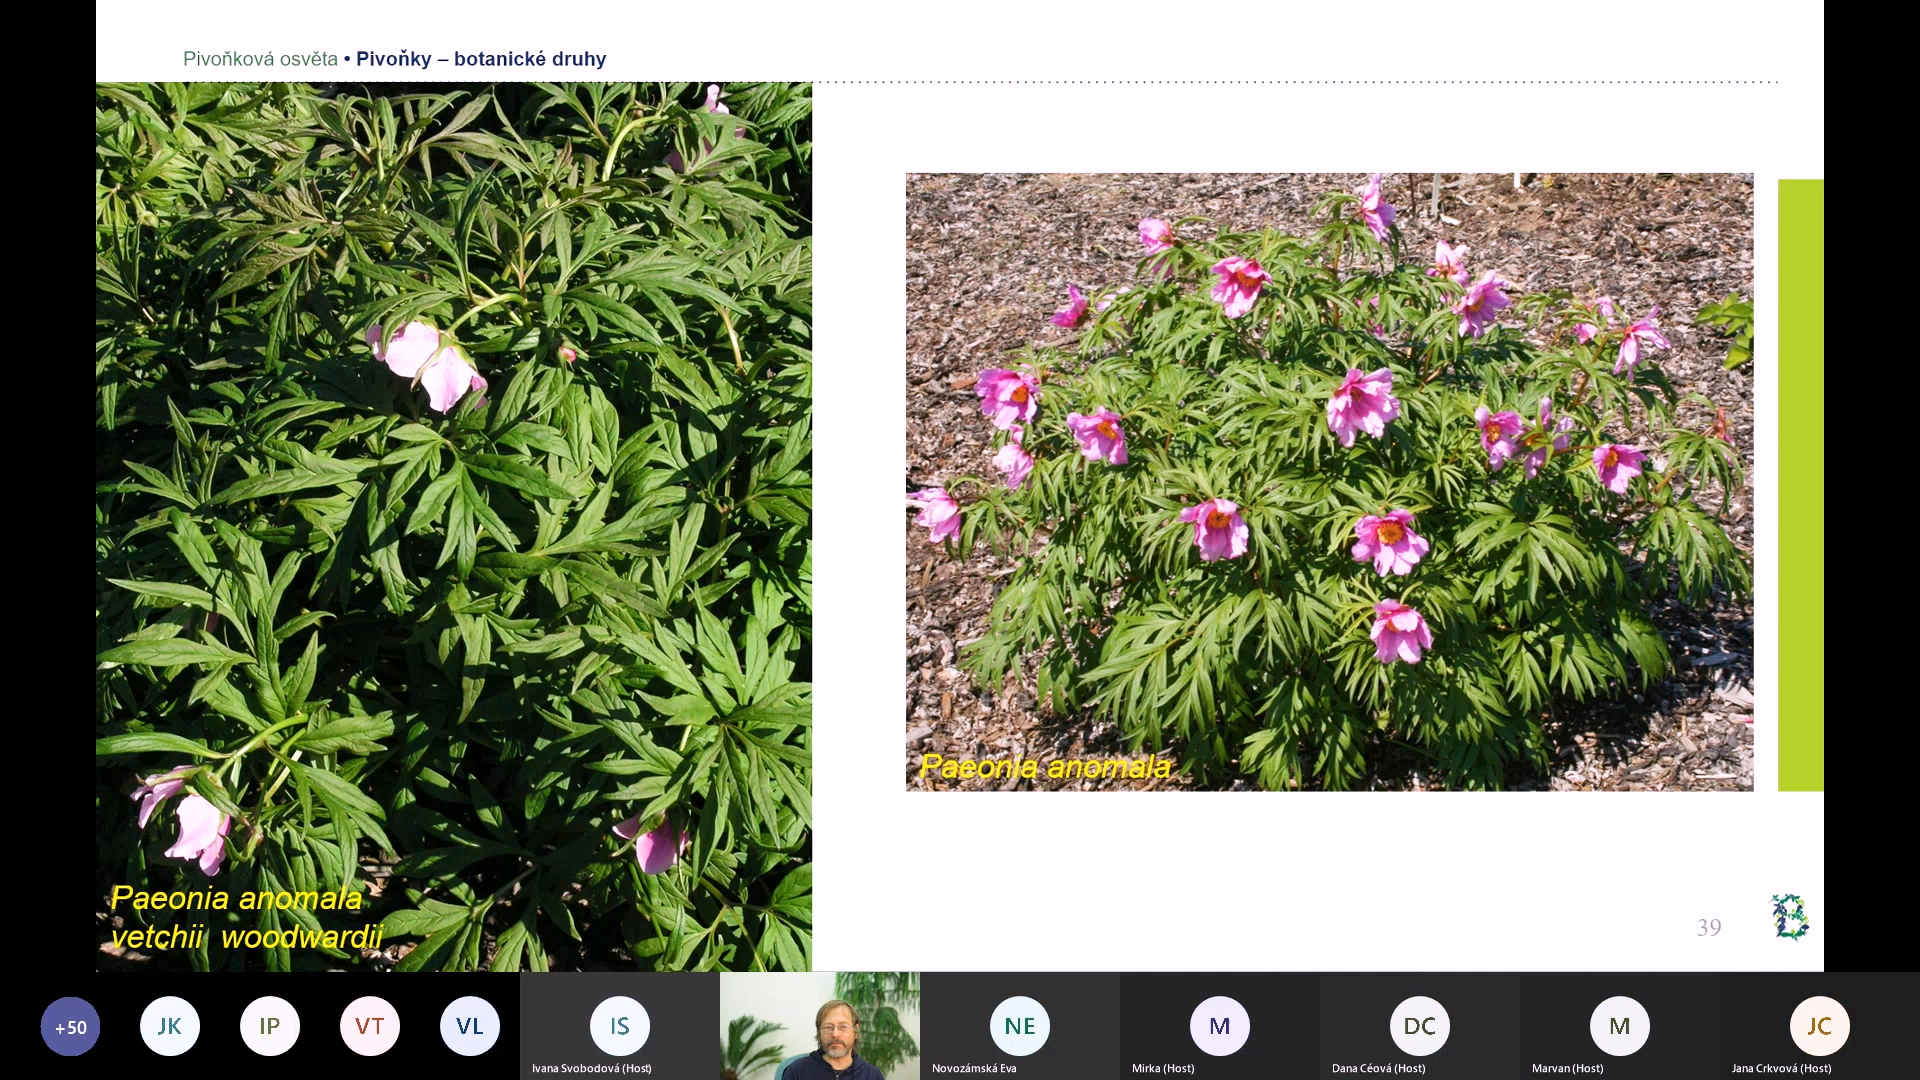 Pivoňková osvěta • Pivoňky – botanické druhy
Paeonia anomala
vetchii woodwardii
Paeonia anomala
39
B
+50
JK
IP
VT
VL
IS
NE
M
DC
M
JC
Ivana Svobodová (Host)
Novozámská Eva
Mirka (Host)
Dana Céová (Host)
Marvan (Host)
Jana Crkvová (Host)